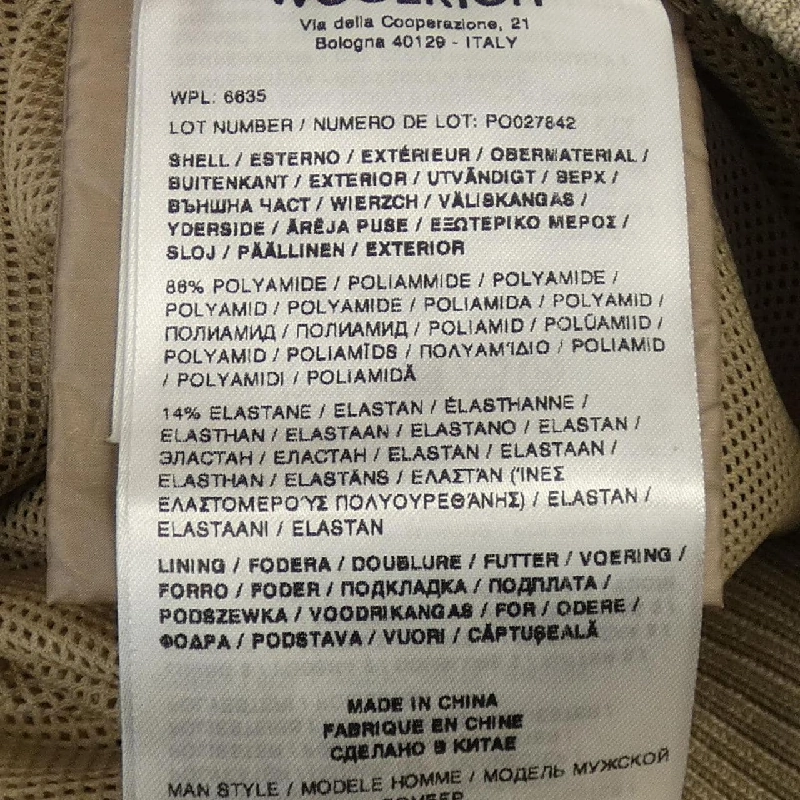 WOOLRICH
Via della Cooperazione, 21
Bologna 40129 - ITALY
WPL: 6635
LOT NUMBER / NUMERO DE LOT: PO027842
SHELL / ESTERNO / EXTÉRIEUR / OBERMATERIAL /
BUITENKANT / EXTERIOR / UTVÄNDIGT / ВЕРХ /
ВЪНШНА ЧАСТ / WIERZCH / VÄLISKANGAS /
YDERSIDE / ĀRĒJA PUSE / ΕΞΩΤΕΡΙΚΟ ΜΕΡΟΣ /
SLOJ / PÄÄLLINEN / EXTERIOR
86% POLYAMIDE / POLIAMMIDE / POLYAMIDE /
POLYAMID / POLYAMIDE / POLIAMIDA / POLYAMID /
ПОЛИАМИД / ПОЛИАМИД / POLIAMID / POLÜAMIID /
POLYAMID / POLIAMĪDS / ΠΟΛΥΑΜΊΔΙΟ / POLIAMID
/ POLYAMIDI / POLIAMIDĂ
14% ELASTANE / ELASTAN / ÉLASTHANNE /
ELASTHAN / ELASTAAN / ELASTANO / ELASTAN /
ЭЛАСТАН / ЕЛАСТАН / ELASTAN / ELASTAAN /
ELASTHAN / ELASTĀNS / ΕΛΑΣΤΆΝ (ΊΝΕΣ
ΕΛΑΣΤΟΜΕΡΟΎΣ ΠΟΛΥΟΥΡΕΘΆΝΗΣ) / ELASTAN /
ELASTAANI / ELASTAN
LINING / FODERA / DOUBLURE / FUTTER / VOERING /
FORRO / FODER / ПОДКЛАДКА / ПОДПЛАТА /
PODSZEWKA / VOODRIKANGAS / FOR / ODERE /
ΦΟΔΡΑ / PODSTAVA / VUORI / CĂPTUȘEALĂ
MADE IN CHINA
FABRIQUE EN CHINE
СДЕЛАНО В КИТАЕ
MAN STYLE / MODELE HOMME / МОДЕЛЬ МУЖСКОЙ